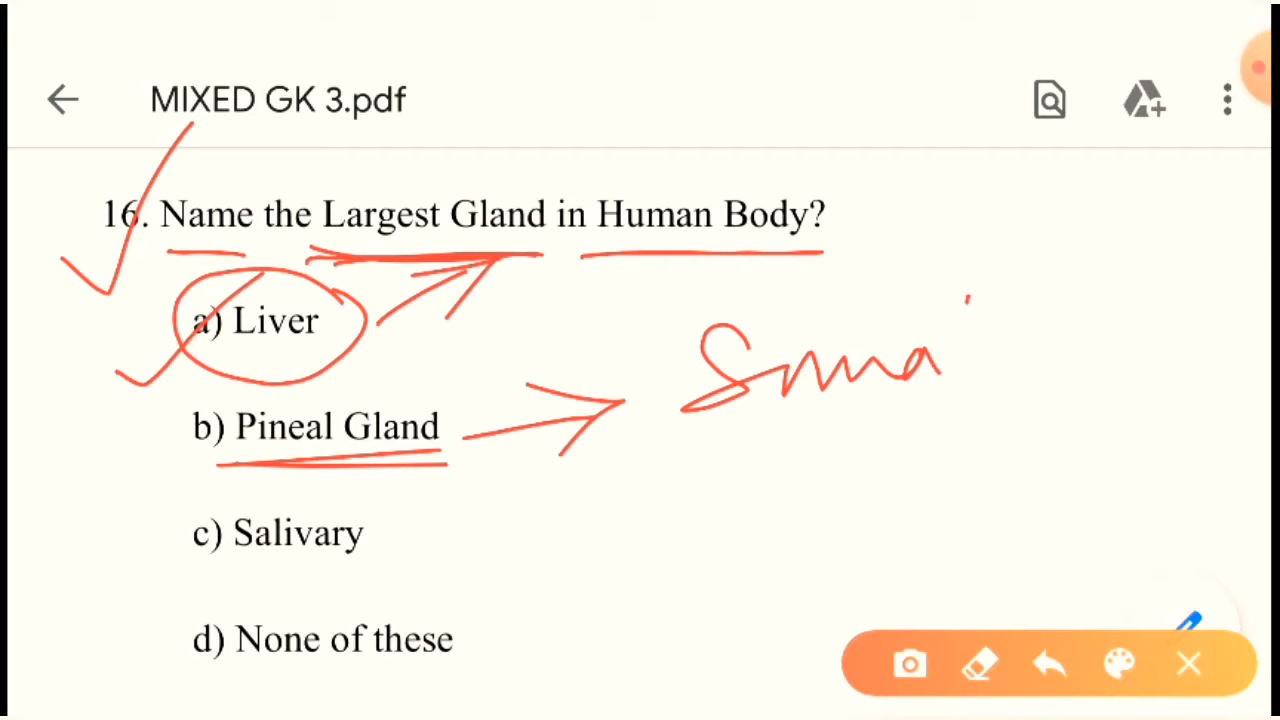 MIXED GK 3.pdf
16. Name the Largest Gland in Human Body?
a) Liver
b) Pineal Gland
Sma
c) Salivary
d) None of these